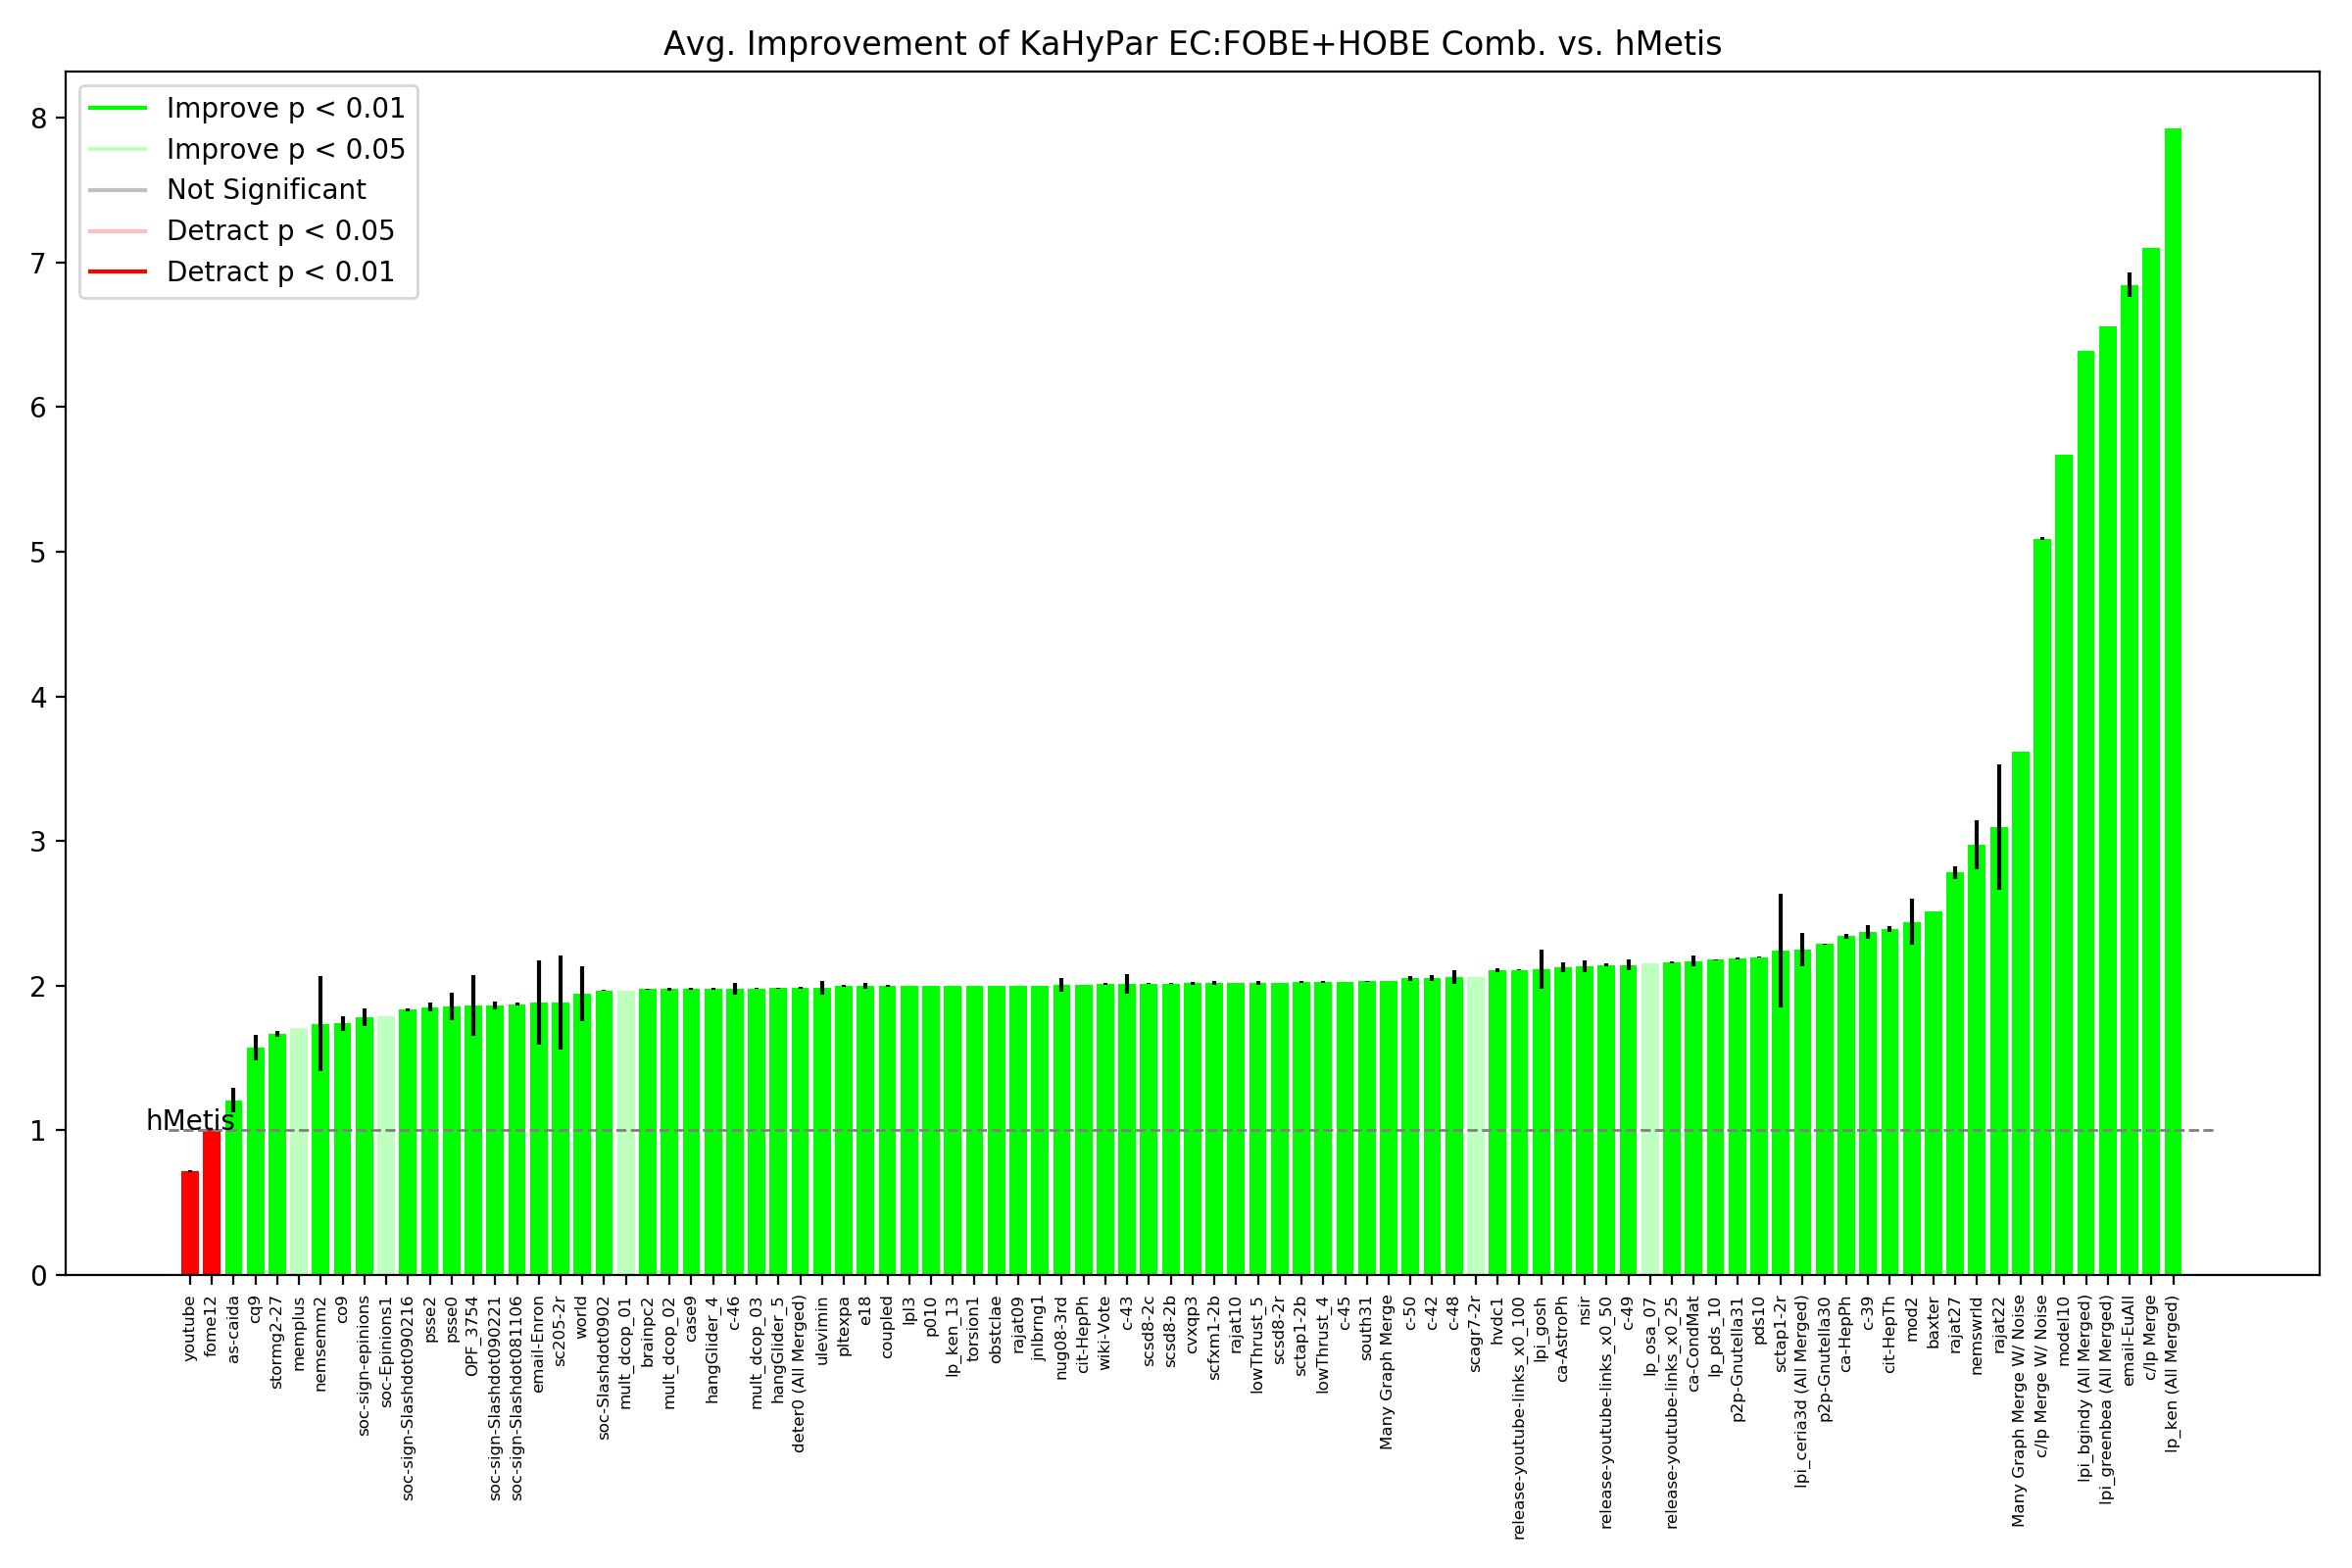 Avg. Improvement of KaHyPar EC:FOBE+HOBE Comb. vs. hMetis
Improve p < 0.01
Improve p < 0.05
Not Significant
Detract p < 0.05
Detract p < 0.01
8
7
6
5
4
3
2
1
0
hMetis
youtube
fome12
as-caida
cq9
stormg2-27
memplus
nemsemm2
co9
soc-sign-epinions
soc-Epinions1
soc-sign-Slashdot090216
psse2
psse0
OPF_3754
soc-sign-Slashdot090221
soc-sign-Slashdot081106
email-Enron
sc205-2r
world
soc-Slashdot0902
mult_dcop_01
brainpc2
mult_dcop_02
case9
hangGlider_4
c-46
mult_dcop_03
hangGlider_5
deter0 (All Merged)
ulevimin
pltexpa
e18
coupled
lpl3
p010
lp_ken_13
torsion1
obstclae
rajat09
jnlbrng1
nug08-3rd
cit-HepPh
wiki-Vote
c-43
scsd8-2c
scsd8-2b
cvxqp3
scfxm1-2b
rajat10
lowThrust_5
scsd8-2r
sctap1-2b
lowThrust_4
c-45
south31
Many Graph Merge
c-50
c-42
c-48
scagr7-2r
hvdc1
release-youtube-links_x0_100
lpi_gosh
ca-AstroPh
nsir
release-youtube-links_x0_50
c-49
lp_osa_07
release-youtube-links_x0_25
ca-CondMat
lp_pds_10
p2p-Gnutella31
pds10
sctap1-2r
lpi_ceria3d (All Merged)
p2p-Gnutella30
ca-HepPh
c-39
cit-HepTh
mod2
baxter
rajat27
nemswrld
rajat22
Many Graph Merge W/ Noise
c/lp Merge W/ Noise
model10
lpi_bgindy (All Merged)
lpi_greenbea (All Merged)
email-EuAll
c/lp Merge
lp_ken (All Merged)